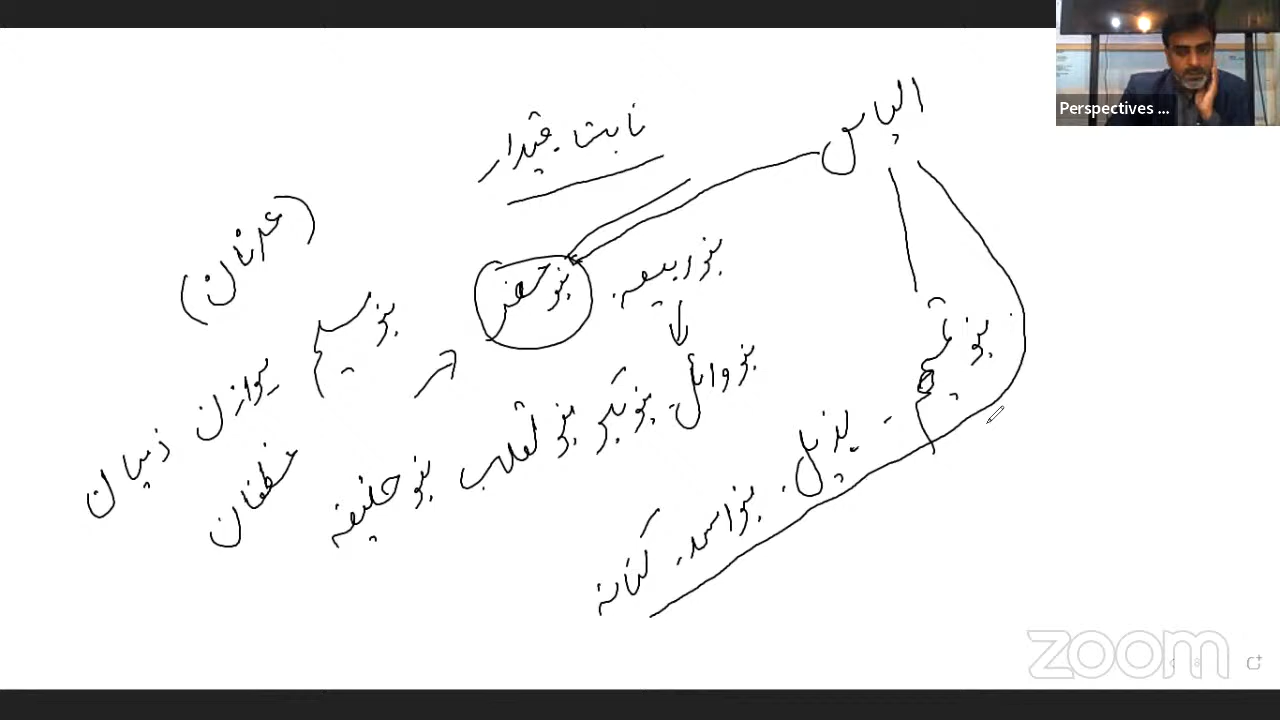 الیاس
نابت۔ قیدار
(عدنان)
بنو ربیعہ۔ بنو
بنو تمیم - ہذیل۔ بنو اسد۔ کنانہ
بنو وائل۔ بنو بکر بنو تغلب بنو حنیفہ
بنو سلیم ہوازن ذبیان
غطفان
Perspectives ...
zoom